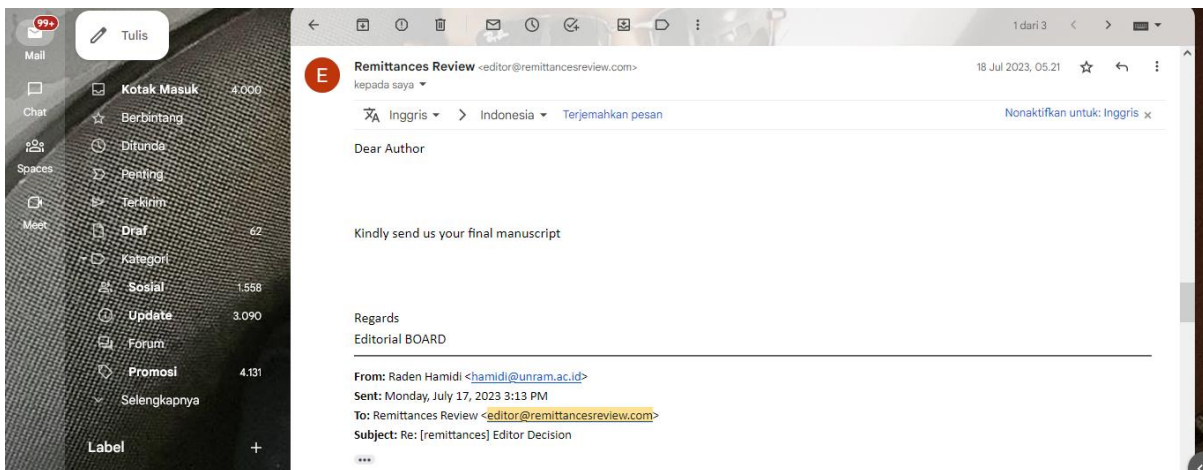 99+
Mail
Chat
Spaces
Meet
Tulis
Kotak Masuk 4.000
Berbintang
Ditunda
Penting
Terkirim
Draf 62
Kategori
Sosial 1.558
Update 3.090
Forum
Promosi 4.131
Selengkapnya
Label +
1 dari 3
E
Remittances Review <editor@remittancesreview.com> 18 Jul 2023, 05.21
kepada saya
Inggris > Indonesia Terjemahkan pesan Nonaktifkan untuk: Inggris x
Dear Author
Kindly send us your final manuscript
Regards
Editorial BOARD
From: Raden Hamidi <hamidi@unram.ac.id>
Sent: Monday, July 17, 2023 3:13 PM
To: Remittances Review <editor@remittancesreview.com>
Subject: Re: [remittances] Editor Decision